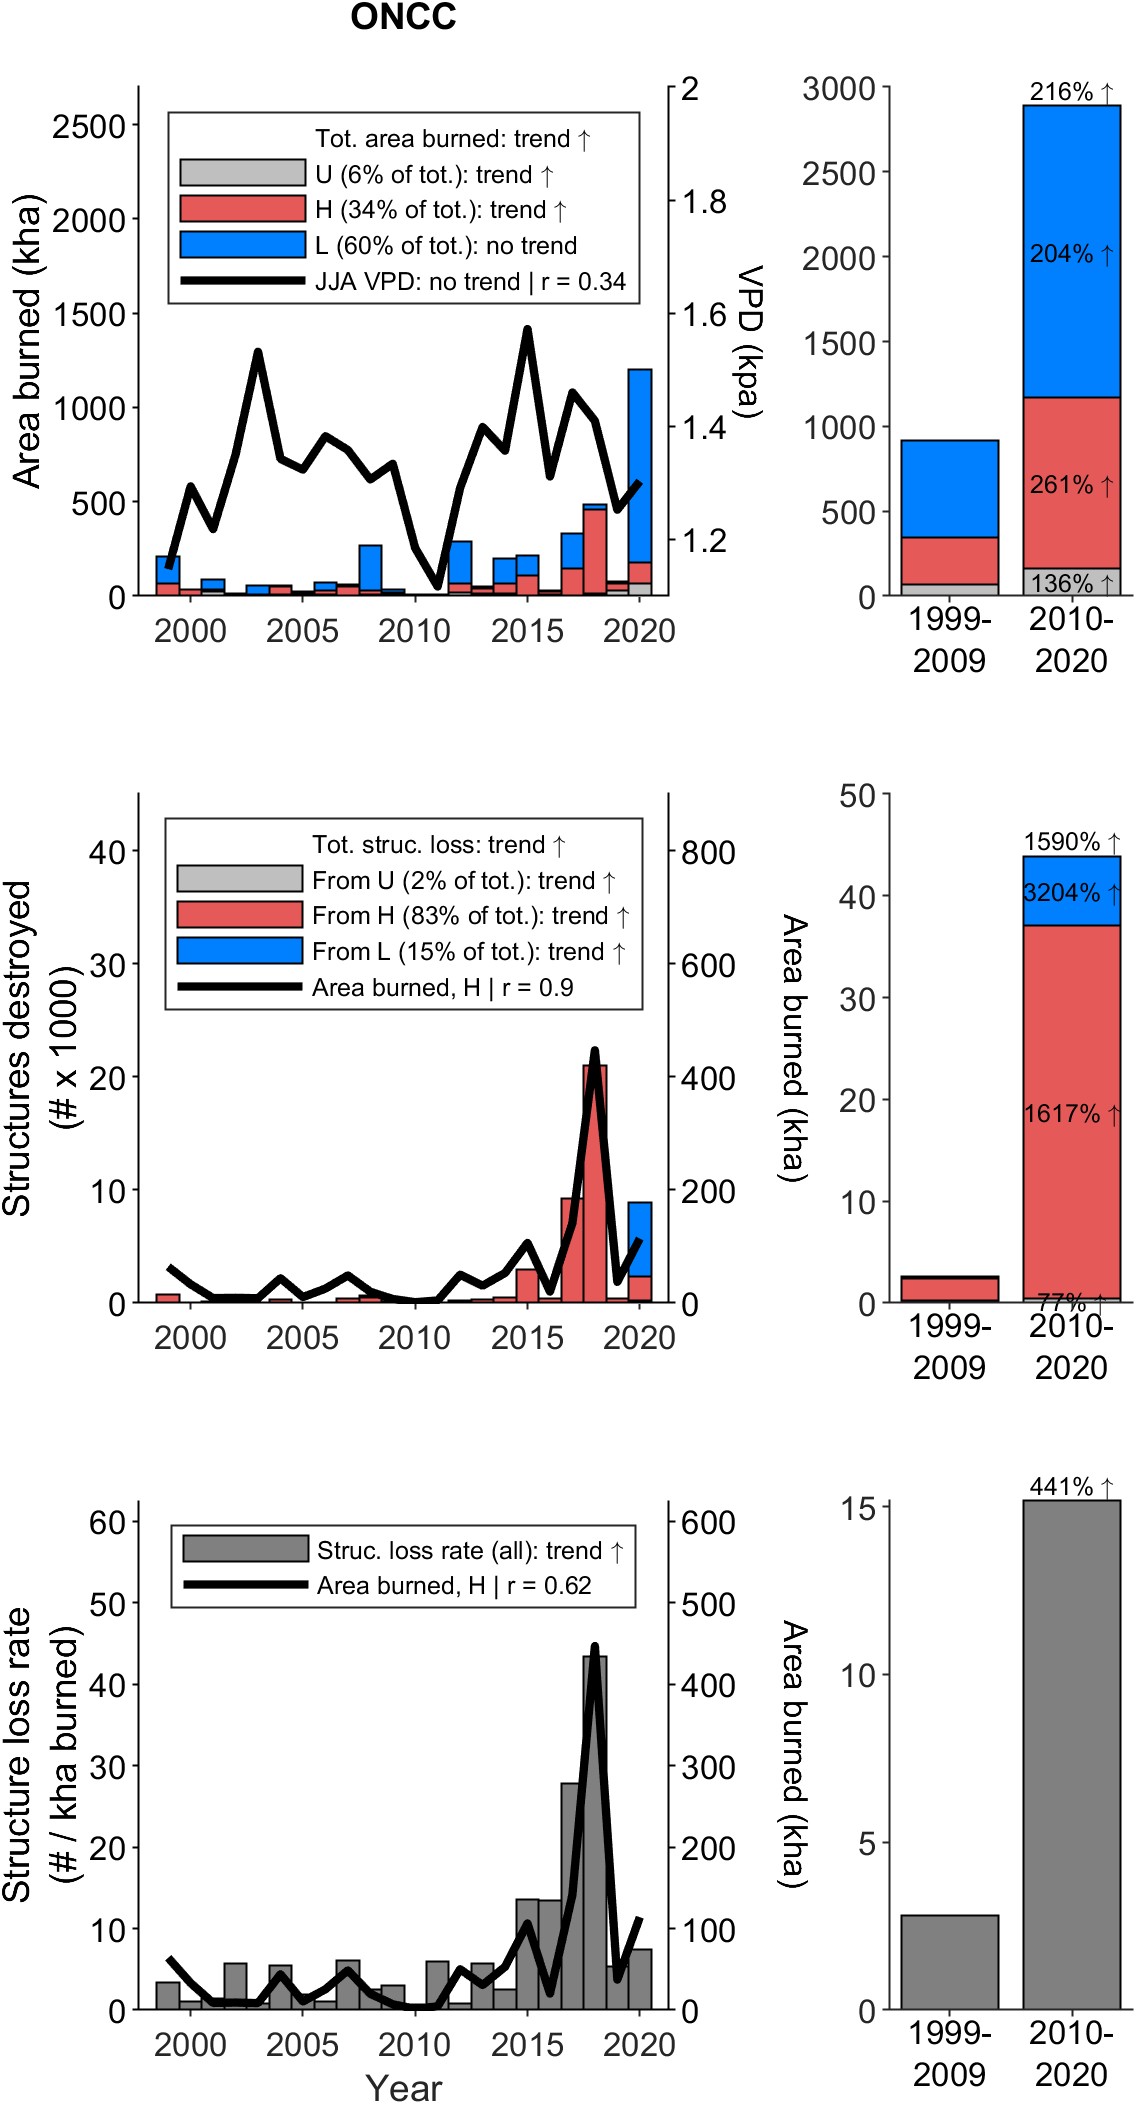 ONCC
Area burned (kha)
2500
2000
1500
1000
500
0
Tot. area burned: trend ↑
U (6% of tot.): trend ↑
H (34% of tot.): trend ↑
L (60% of tot.): no trend
JJA VPD: no trend | r = 0.34
2
1.8
1.6
1.4
1.2
VPD (kpa)
2000 2005 2010 2015 2020
3000
2500
2000
1500
1000
500
0
216% ↑
204% ↑
261% ↑
136% ↑
1999- 2010-
2009 2020
Structures destroyed
(# x 1000)
40
30
20
10
0
Tot. struc. loss: trend ↑
From U (2% of tot.): trend ↑
From H (83% of tot.): trend ↑
From L (15% of tot.): trend ↑
Area burned, H | r = 0.9
800
600
400
200
0
Area burned (kha)
2000 2005 2010 2015 2020
50
40
30
20
10
0
1590% ↑
3204% ↑
1617% ↑
77% ↑
1999- 2010-
2009 2020
Structure loss rate
(# / kha burned)
60
50
40
30
20
10
0
Struc. loss rate (all): trend ↑
Area burned, H | r = 0.62
600
500
400
300
200
100
0
Area burned (kha)
2000 2005 2010 2015 2020
Year
15
10
5
0
441% ↑
1999- 2010-
2009 2020